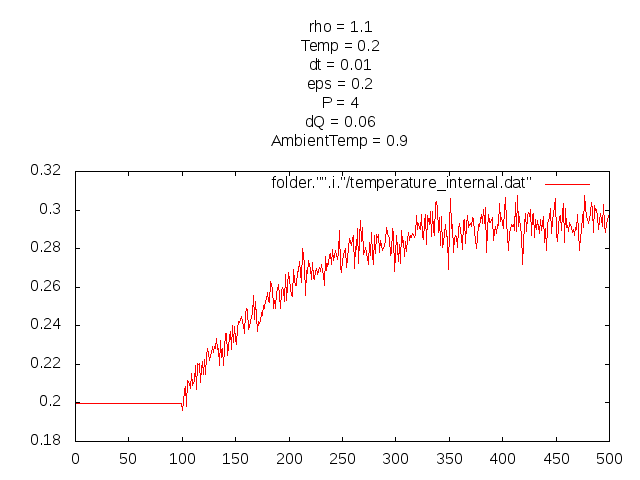 rho = 1.1
Temp = 0.2
dt = 0.01
eps = 0.2
P = 4
dQ = 0.06
AmbientTemp = 0.9
folder."".i."/temperature_internal.dat"
0.32
0.3
0.28
0.26
0.24
0.22
0.2
0.18
0 50 100 150 200 250 300 350 400 450 500